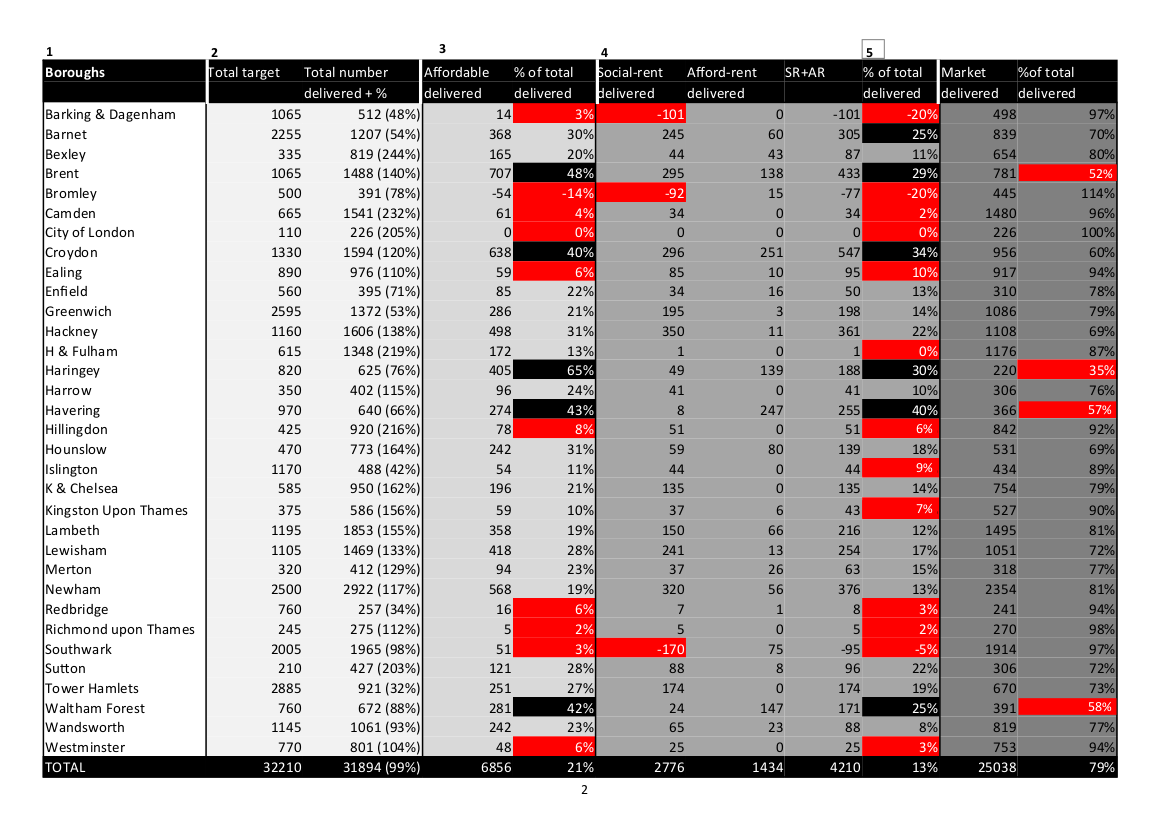 1 2 3 4 5
Boroughs Total target Total number Affordable % of total Social-rent Afford-rent SR+AR % of total Market %of total
delivered + % delivered delivered delivered delivered delivered delivered delivered
Barking & Dagenham 1065 512 (48%) 14 3% -101 0 -101 -20% 498 97%
Barnet 2255 1207 (54%) 368 30% 245 60 305 25% 839 70%
Bexley 335 819 (244%) 165 20% 44 43 87 11% 654 80%
Brent 1065 1488 (140%) 707 48% 295 138 433 29% 781 52%
Bromley 500 391 (78%) -54 -14% -92 15 -77 -20% 445 114%
Camden 665 1541 (232%) 61 4% 34 0 34 2% 1480 96%
City of London 110 226 (205%) 0 0% 0 0 0 0% 226 100%
Croydon 1330 1594 (120%) 638 40% 296 251 547 34% 956 60%
Ealing 890 976 (110%) 59 6% 85 10 95 10% 917 94%
Enfield 560 395 (71%) 85 22% 34 16 50 13% 310 78%
Greenwich 2595 1372 (53%) 286 21% 195 3 198 14% 1086 79%
Hackney 1160 1606 (138%) 498 31% 350 11 361 22% 1108 69%
H & Fulham 615 1348 (219%) 172 13% 1 0 1 0% 1176 87%
Haringey 820 625 (76%) 405 65% 49 139 188 30% 220 35%
Harrow 350 402 (115%) 96 24% 41 0 41 10% 306 76%
Havering 970 640 (66%) 274 43% 8 247 255 40% 366 57%
Hillingdon 425 920 (216%) 78 8% 51 0 51 6% 842 92%
Hounslow 470 773 (164%) 242 31% 59 80 139 18% 531 69%
Islington 1170 488 (42%) 54 11% 44 0 44 9% 434 89%
K & Chelsea 585 950 (162%) 196 21% 135 0 135 14% 754 79%
Kingston Upon Thames 375 586 (156%) 59 10% 37 6 43 7% 527 90%
Lambeth 1195 1853 (155%) 358 19% 150 66 216 12% 1495 81%
Lewisham 1105 1469 (133%) 418 28% 241 13 254 17% 1051 72%
Merton 320 412 (129%) 94 23% 37 26 63 15% 318 77%
Newham 2500 2922 (117%) 568 19% 320 56 376 13% 2354 81%
Redbridge 760 257 (34%) 16 6% 7 1 8 3% 241 94%
Richmond upon Thames 245 275 (112%) 5 2% 5 0 5 2% 270 98%
Southwark 2005 1965 (98%) 51 3% -170 75 -95 -5% 1914 97%
Sutton 210 427 (203%) 121 28% 88 8 96 22% 306 72%
Tower Hamlets 2885 921 (32%) 251 27% 174 0 174 19% 670 73%
Waltham Forest 760 672 (88%) 281 42% 24 147 171 25% 391 58%
Wandsworth 1145 1061 (93%) 242 23% 65 23 88 8% 819 77%
Westminster 770 801 (104%) 48 6% 25 0 25 3% 753 94%
TOTAL 32210 31894 (99%) 6856 21% 2776 1434 4210 13% 25038 79%
2